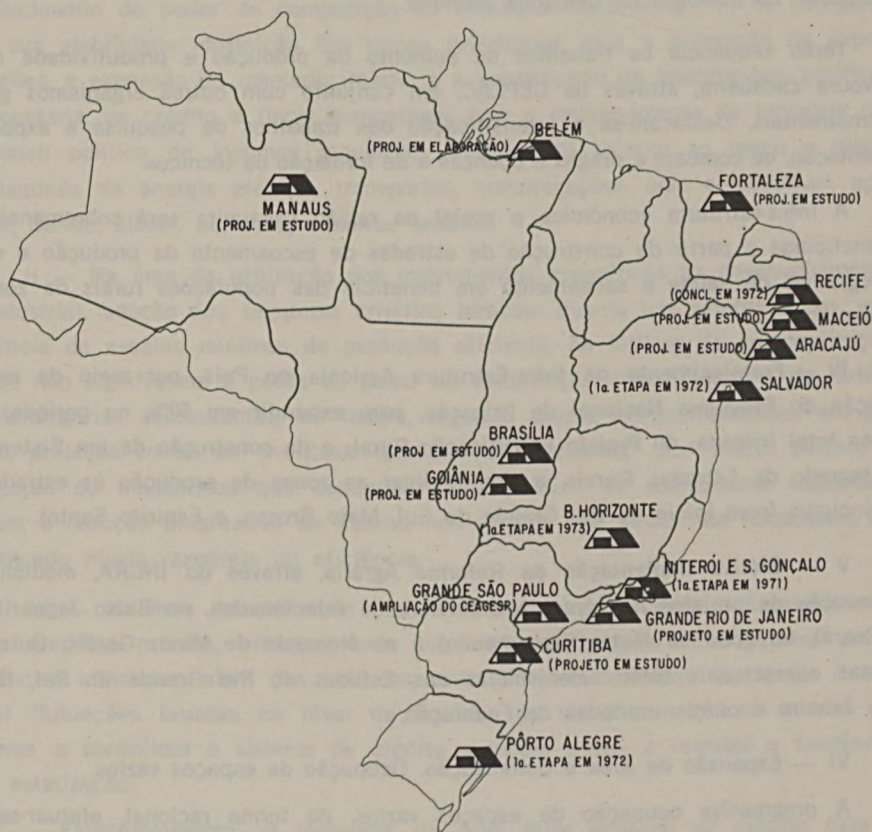 BELÉM
(PROJ. EM ELABORAÇÃO)
MANAUS
(PROJ. EM ESTUDO)
FORTALEZA
(PROJ. EM ESTUDO)
RECIFE
(CONCL. EM 1972)
MACEIÓ
(PROJ. EM ESTUDO)
ARACAJÚ
(PROJ. EM ESTUDO)
SALVADOR
(1a. ETAPA EM 1972)
BRASÍLIA
(PROJ. EM ESTUDO)
GOIÂNIA
(PROJ. EM ESTUDO)
B. HORIZONTE
(1a. ETAPA EM 1973)
NITERÓI E S. GONÇALO
(1a. ETAPA EM 1971)
GRANDE SÃO PAULO
(AMPLIAÇÃO DO CEAGESP)
GRANDE RIO DE JANEIRO
(PROJETO EM ESTUDO)
CURITIBA
(PROJETO EM ESTUDO)
PÔRTO ALEGRE
(1a. ETAPA EM 1972)